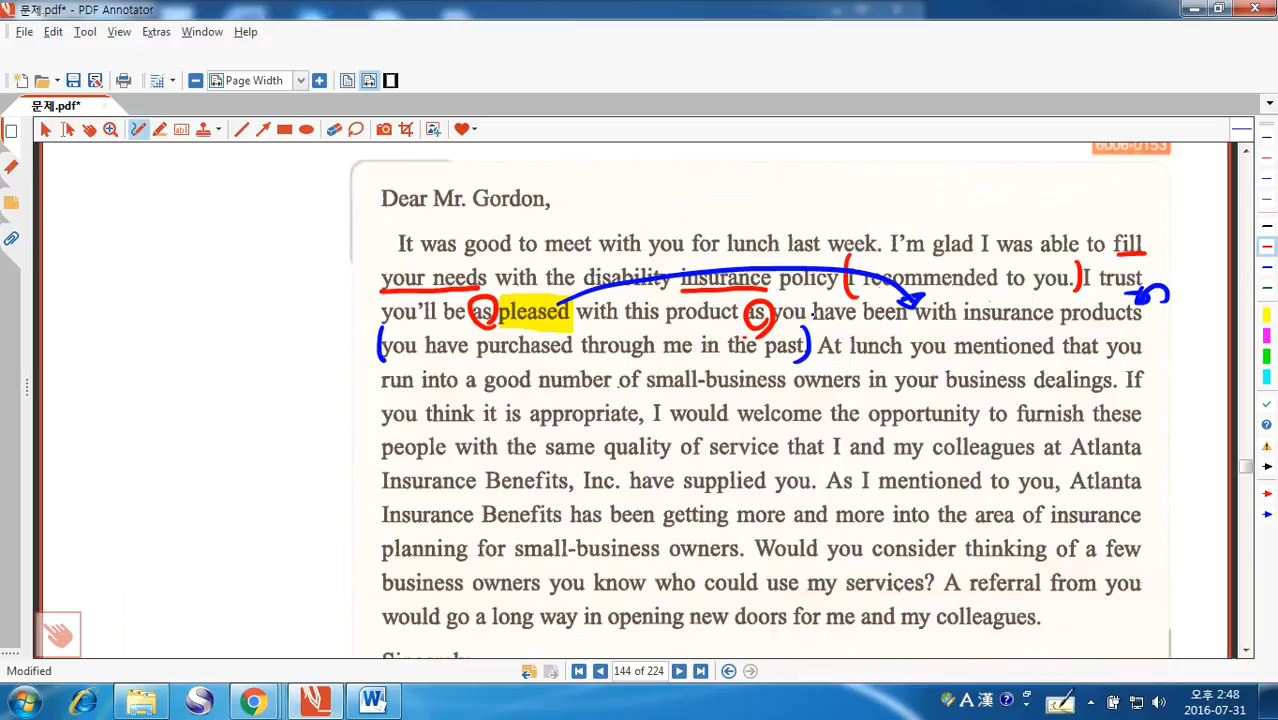 문제.pdf* - PDF Annotator
File Edit Tool View Extras Window Help
Page Width
문제.pdf*
6006-0153
Dear Mr. Gordon,
It was good to meet with you for lunch last week. I'm glad I was able to fill
your needs with the disability insurance policy I recommended to you. I trust
you'll be as pleased with this product as you have been with insurance products
you have purchased through me in the past. At lunch you mentioned that you
run into a good number of small-business owners in your business dealings. If
you think it is appropriate, I would welcome the opportunity to furnish these
people with the same quality of service that I and my colleagues at Atlanta
Insurance Benefits, Inc. have supplied you. As I mentioned to you, Atlanta
Insurance Benefits has been getting more and more into the area of insurance
planning for small-business owners. Would you consider thinking of a few
business owners you know who could use my services? A referral from you
would go a long way in opening new doors for me and my colleagues.
Sincerely,
Modified
144 of 224
A 漢
오후 2:48
2016-07-31